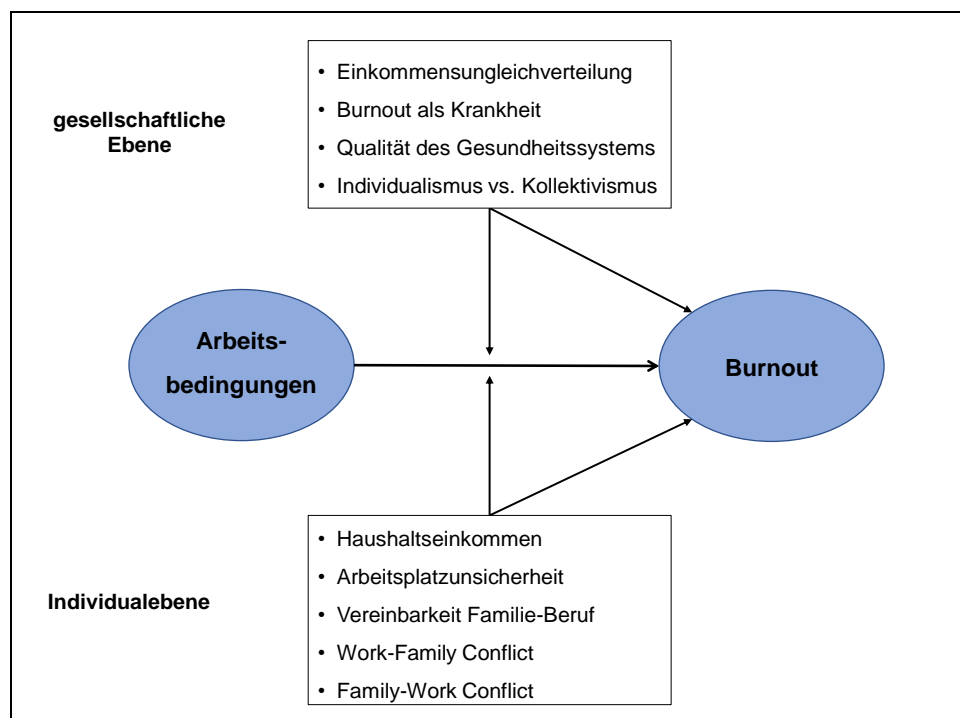 • Einkommensungleichverteilung
• Burnout als Krankheit
• Qualität des Gesundheitssystems
• Individualismus vs. Kollektivismus
gesellschaftliche
Ebene
Arbeits-
bedingungen
Burnout
• Haushaltseinkommen
• Arbeitsplatzunsicherheit
• Vereinbarkeit Familie-Beruf
• Work-Family Conflict
• Family-Work Conflict
Individualebene